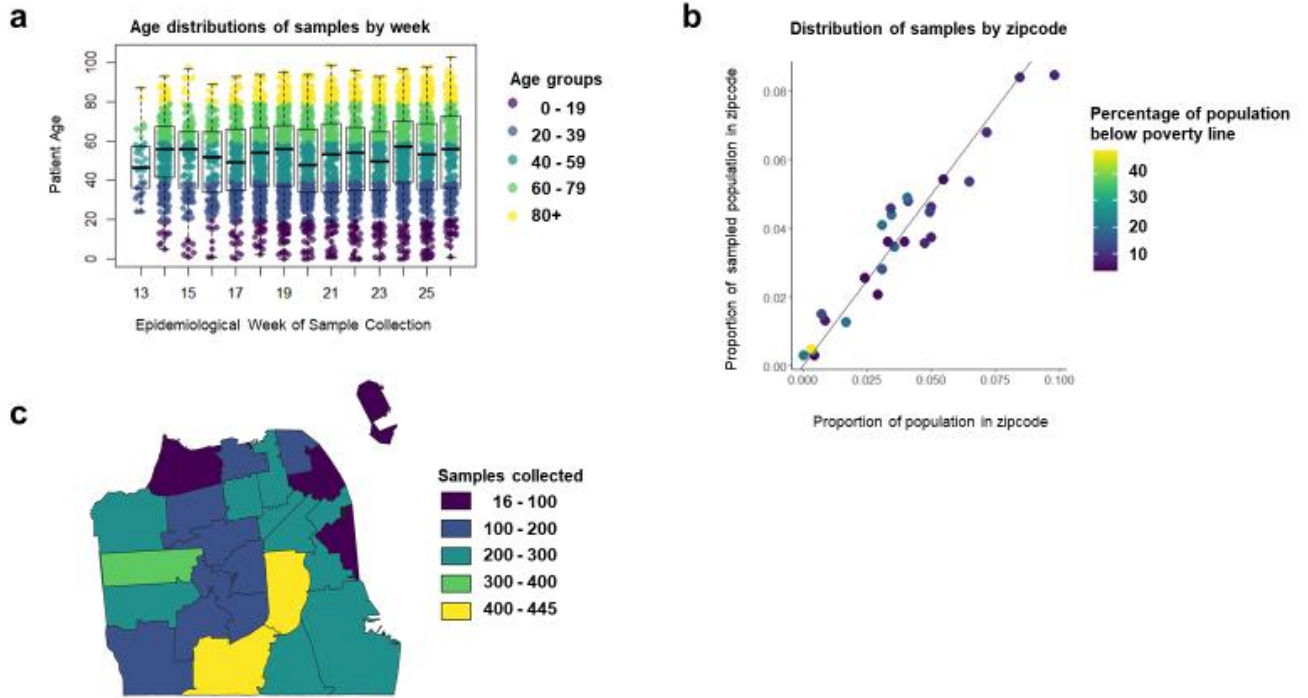 a
Age distributions of samples by week
Patient Age
0 20 40 60 80 100
13 15 17 19 21 23 25
Epidemiological Week of Sample Collection
Age groups
0 - 19
20 - 39
40 - 59
60 - 79
80+
b
Distribution of samples by zipcode
Proportion of sampled population in zipcode
0.08
0.06
0.04
0.02
0.00
0.000 0.025 0.050 0.075 0.100
Proportion of population in zipcode
Percentage of population
below poverty line
40
30
20
10
c
Samples collected
16 - 100
100 - 200
200 - 300
300 - 400
400 - 445